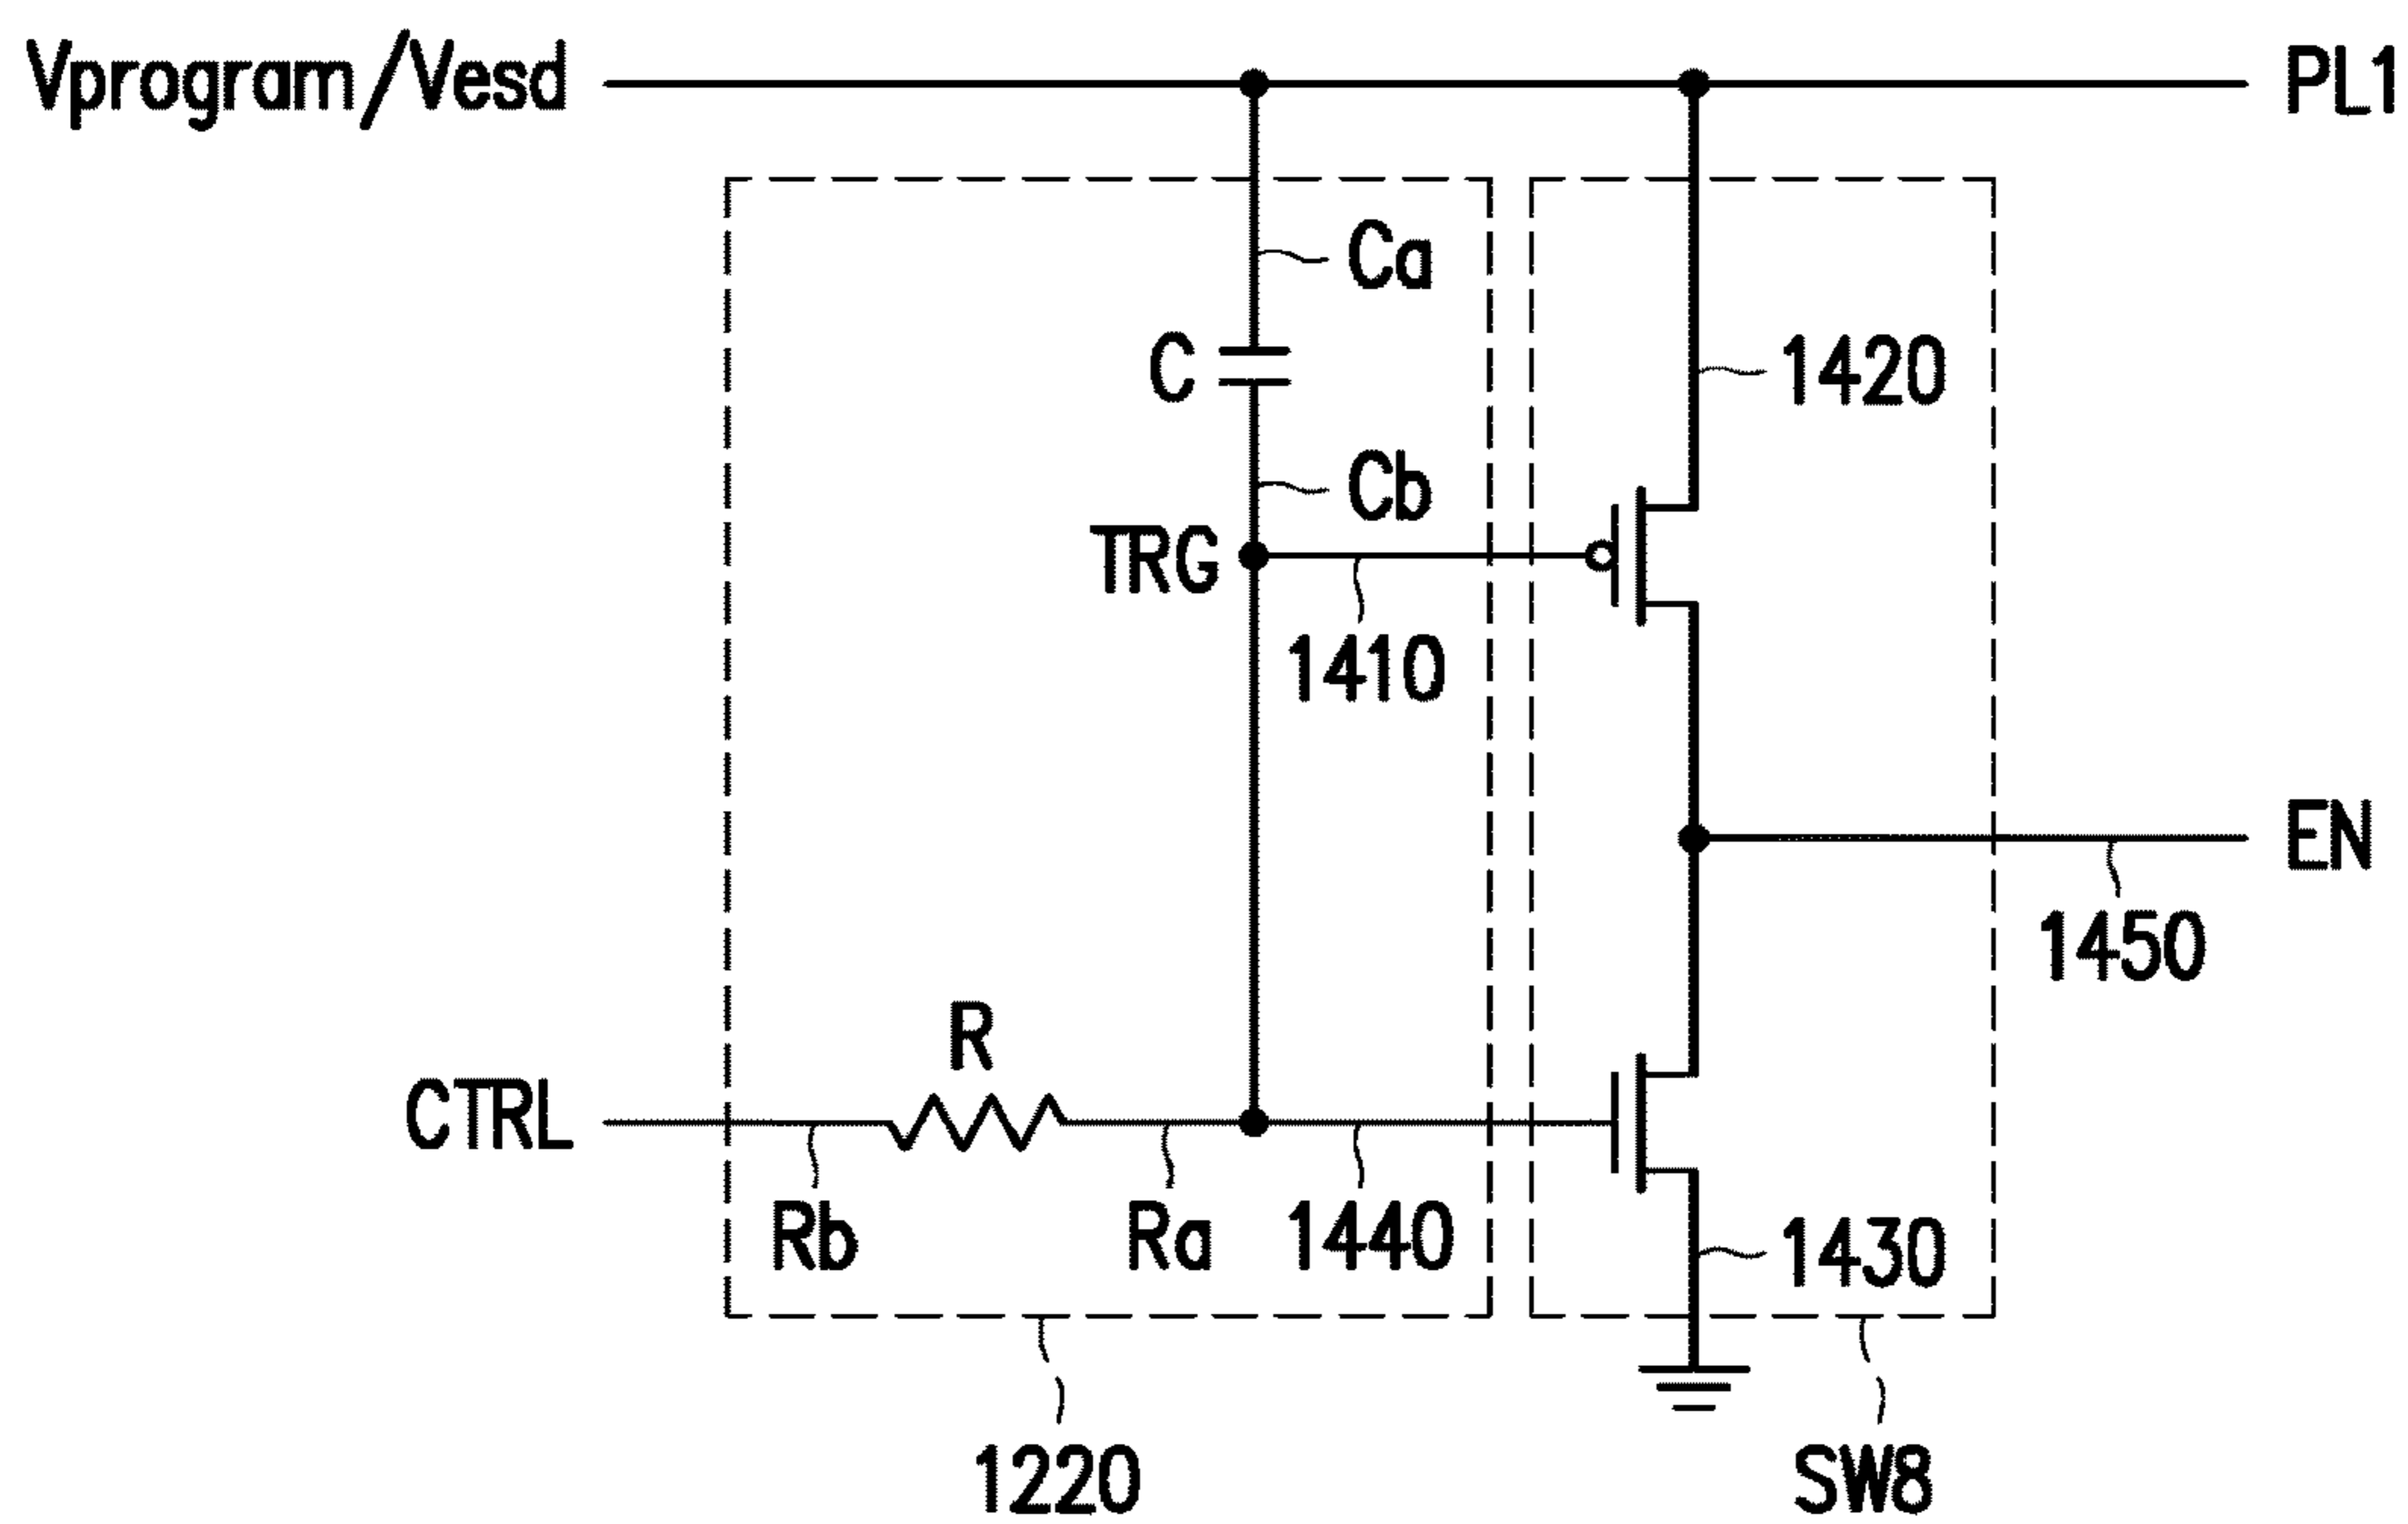 Vprogram/Vesd
PL1
Ca
C
1420
Cb
TRG
1410
EN
1450
R
CTRL
Rb
Ra
1440
1430
1220
SW8